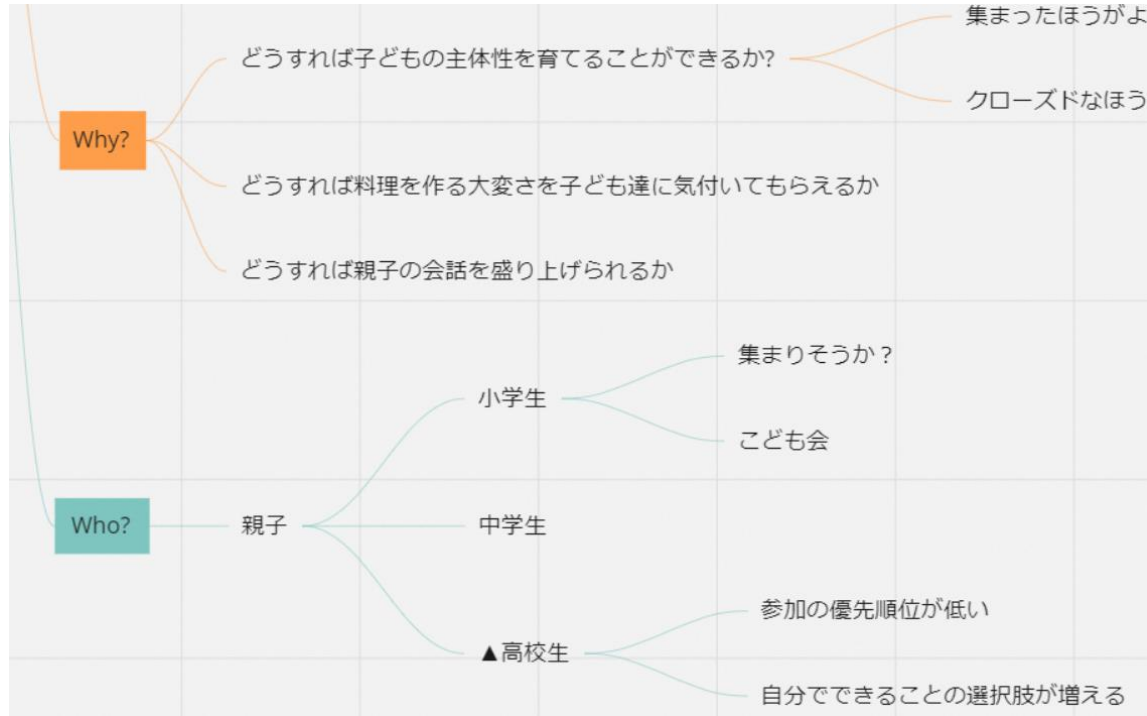 集まったほうがよ
どうすれば子どもの主体性を育てることができるか?
クローズドなほう
Why?
どうすれば料理を作る大変さを子ども達に気付いてもらえるか
どうすれば親子の会話を盛り上げられるか
集まりそうか？
小学生
こども会
Who?
親子
中学生
参加の優先順位が低い
▲高校生
自分でできることの選択肢が増える